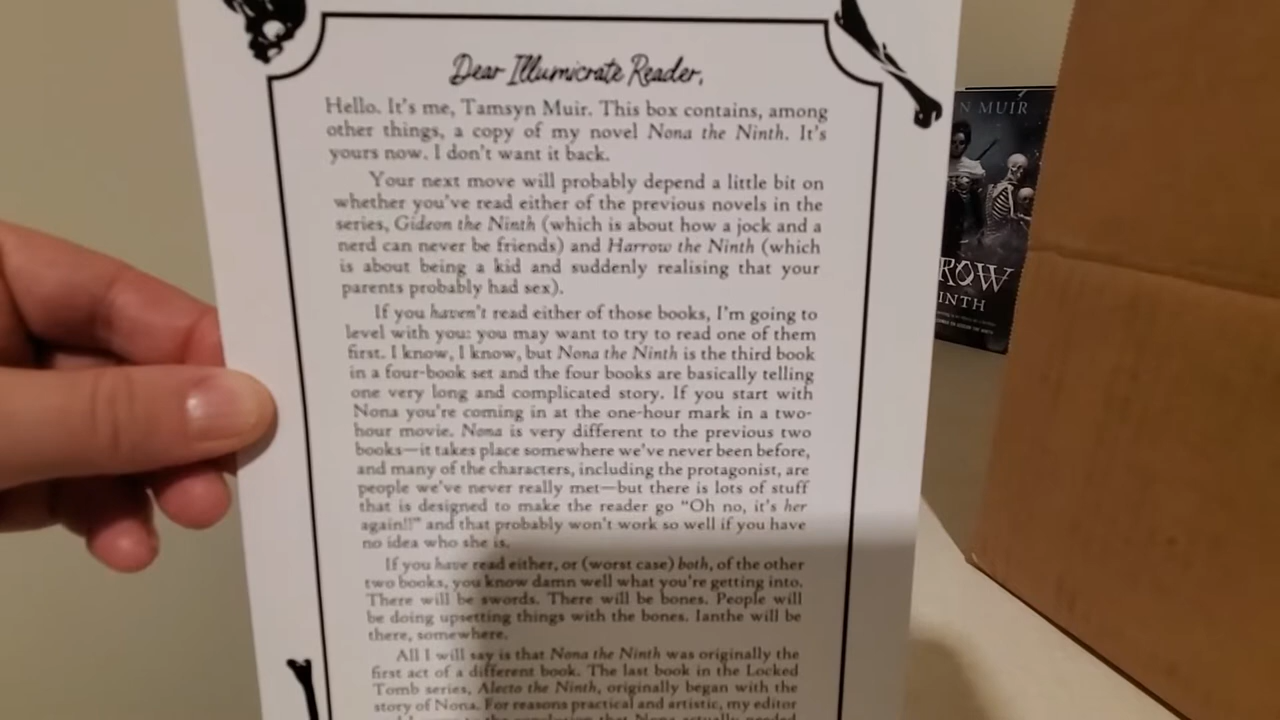 Dear Illumicrate Reader,
Hello. It's me, Tamsyn Muir. This box contains, among
other things, a copy of my novel Nona the Ninth. It's
yours now. I don't want it back.
Your next move will probably depend a little bit on
whether you've read either of the previous novels in the
series, Gideon the Ninth (which is about how a jock and a
nerd can never be friends) and Harrow the Ninth (which
is about being a kid and suddenly realising that your
parents probably had sex).
If you haven't read either of those books, I'm going to
level with you: you may want to try to read one of them
first. I know, I know, but Nona the Ninth is the third book
in a four-book set and the four books are basically telling
one very long and complicated story. If you start with
Nona you're coming in at the one-hour mark in a two-
hour movie. Nona is very different to the previous two
books—it takes place somewhere we've never been before,
and many of the characters, including the protagonist, are
people we've never really met—but there is lots of stuff
that is designed to make the reader go “Oh no, it's her
again!!” and that probably won't work so well if you have
no idea who she is.
If you have read either, or (worst case) both, of the other
two books, you know damn well what you're getting into.
There will be swords. There will be bones. People will
be doing upsetting things with the bones. Ianthe will be
there, somewhere.
All I will say is that Nona the Ninth was originally the
first act of a different book. The last book in the Locked
Tomb series, Alecto the Ninth, originally began with the
story of Nona. For reasons practical and artistic, my editor
N MUIR
ROW
INTH